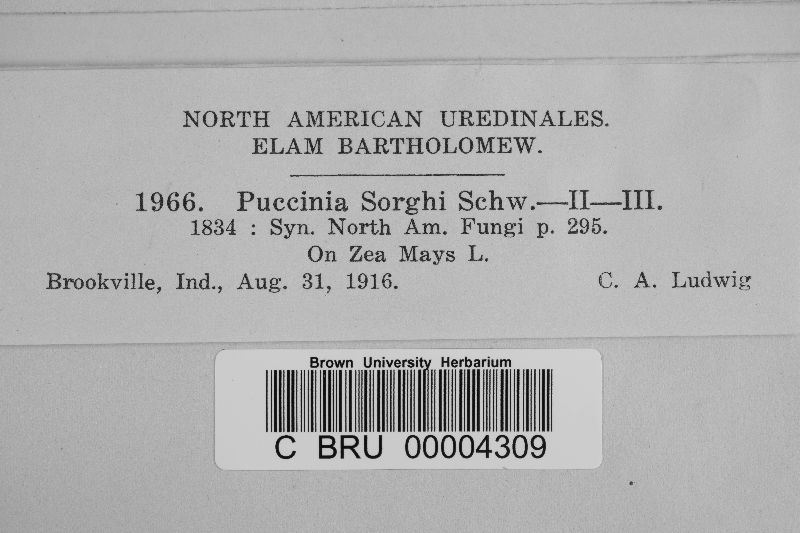 NORTH AMERICAN UREDINALES.
ELAM BARTHOLOMEW.
1966. Puccinia Sorghi Schw.—II—III.
1834 : Syn. North Am. Fungi p. 295.
On Zea Mays L.
Brookville, Ind., Aug. 31, 1916. C. A. Ludwig
Brown University Herbarium
C BRU 00004309